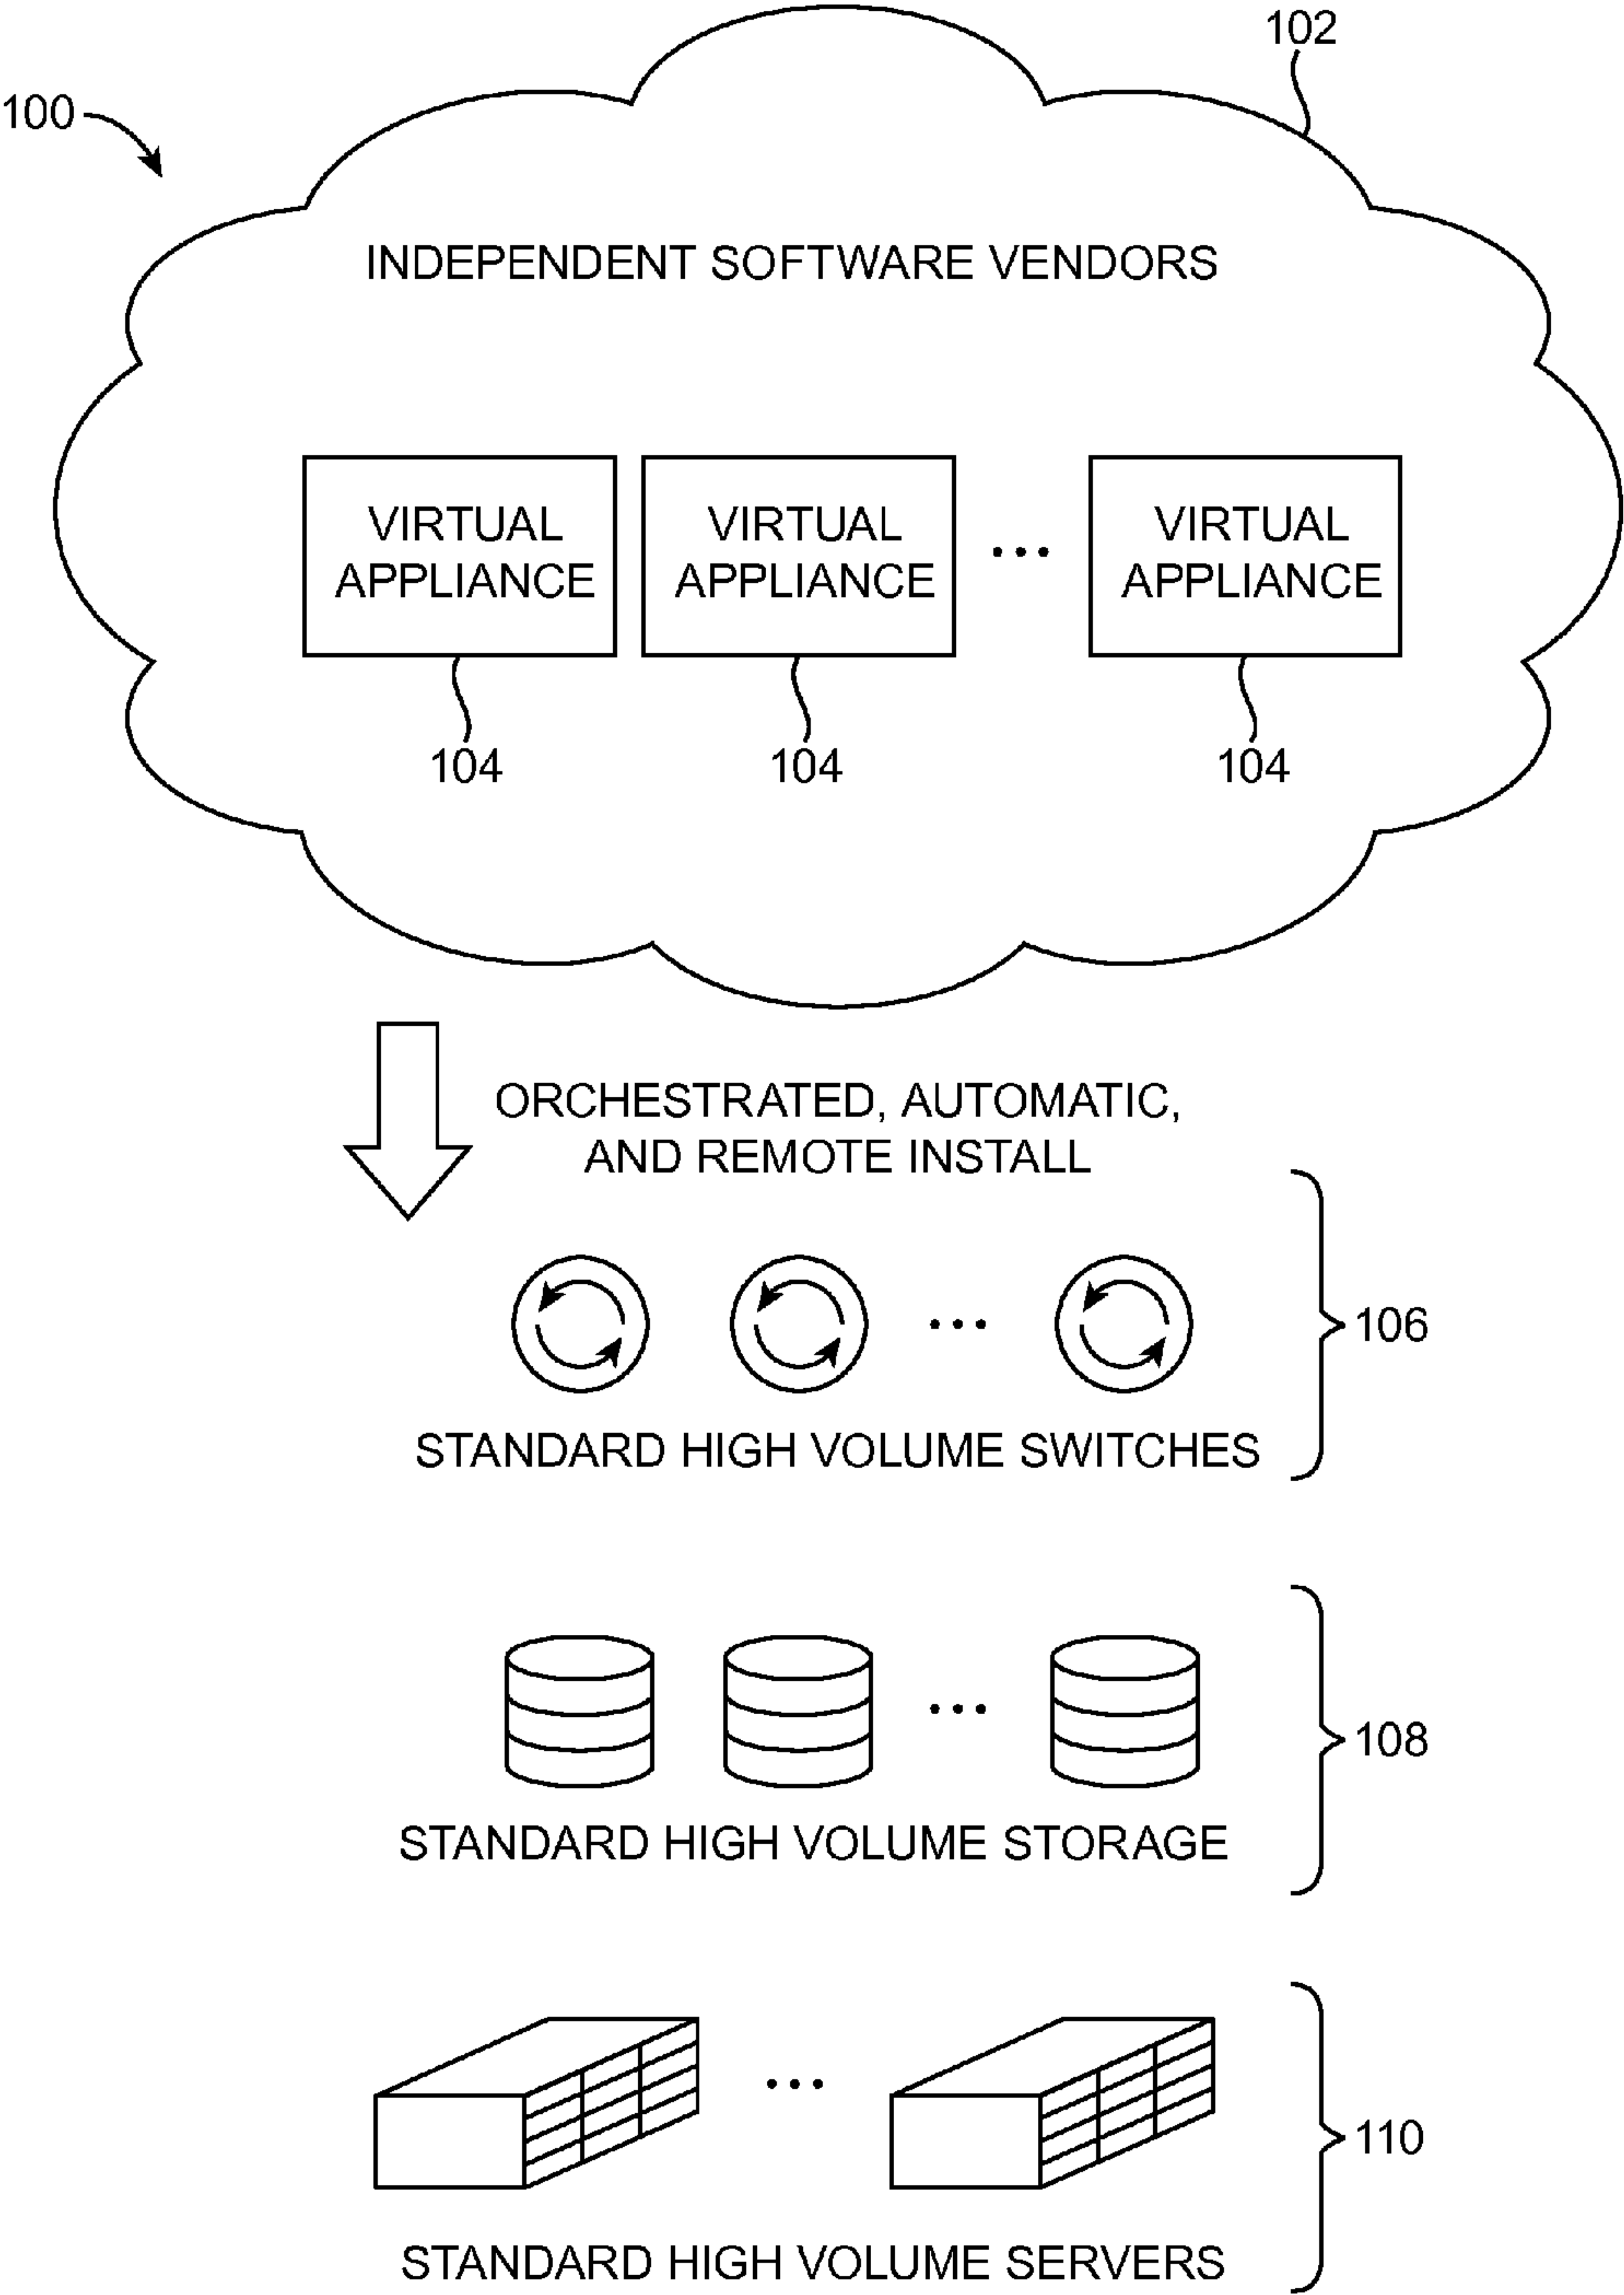 102
100
INDEPENDENT SOFTWARE VENDORS
VIRTUAL APPLIANCE
VIRTUAL APPLIANCE
...
VIRTUAL APPLIANCE
104
104
104
ORCHESTRATED, AUTOMATIC,
AND REMOTE INSTALL
...
106
STANDARD HIGH VOLUME SWITCHES
...
108
STANDARD HIGH VOLUME STORAGE
...
110
STANDARD HIGH VOLUME SERVERS